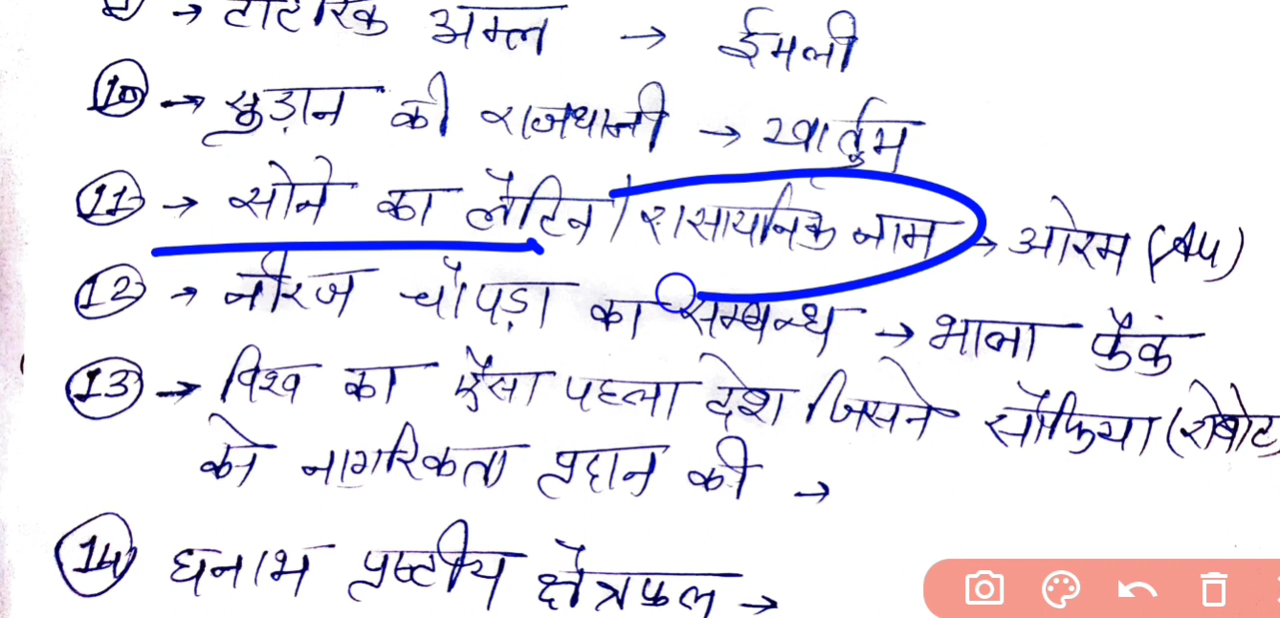 → टार्टरिक अम्ल → ईमली
(10) → सुड़ान की राजधानी → खार्तुम
(11) → सोने का लैटिन / रासायनिक नाम → ओरम (Au)
(12) → नीरज चौपड़ा का सम्बन्ध → भाला फैंक
(13) → विश्व का ऐसा पहला देश जिसने सौफिया (रोबोट
को नागरिकता प्रदान की →
(14) घनाभ पृष्टीय क्षैत्रफल →